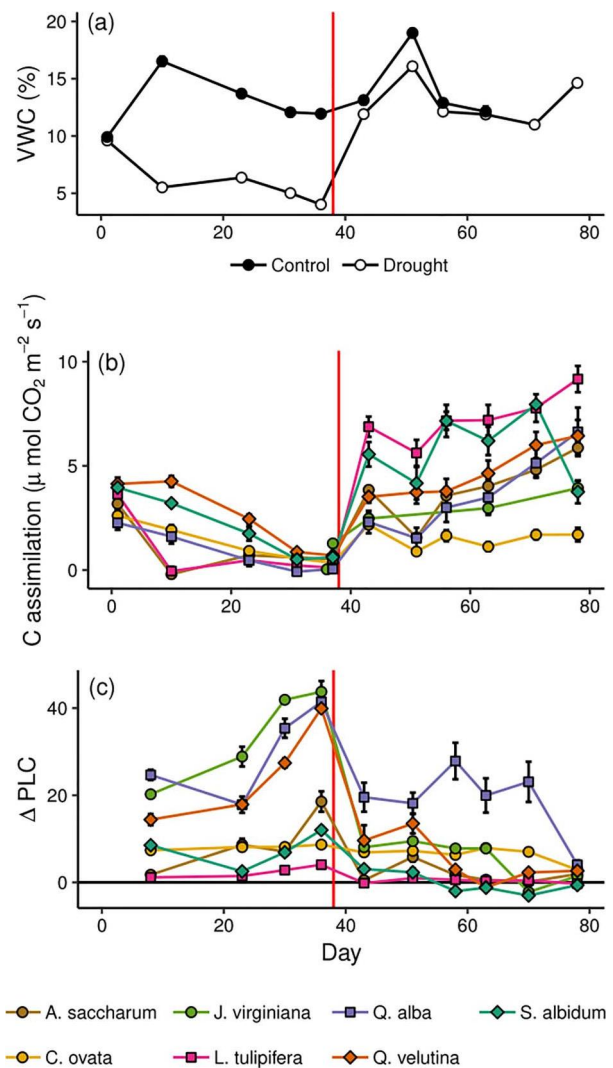 (a)
VWC (%)
20
15
10
5
0 20 40 60 80
Control Drought
(b)
C assimilation (μ mol CO₂ m⁻² s⁻¹)
10
5
0
0 20 40 60 80
(c)
Δ PLC
40
20
0
0 20 40 60 80
Day
A. saccharum J. virginiana Q. alba S. albidum
C. ovata L. tulipifera Q. velutina